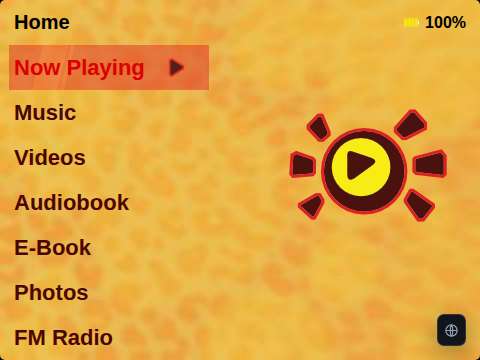 Home
100%
Now Playing
Music
Videos
Audiobook
E-Book
Photos
FM Radio